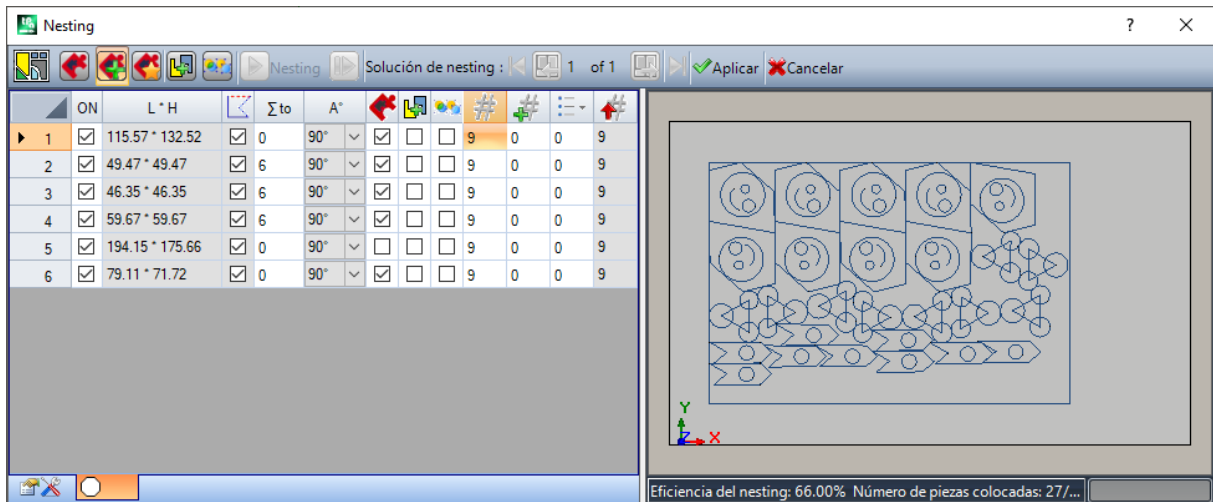 Nesting ? ×
Nesting Solución de nesting : 1 of 1 Aplicar Cancelar
ON L * H Σ to A°
1 115.57 * 132.52 0 90° 9 0 0 9
2 49.47 * 49.47 6 90° 9 0 0 9
3 46.35 * 46.35 6 90° 9 0 0 9
4 59.67 * 59.67 6 90° 9 0 0 9
5 194.15 * 175.66 0 90° 9 0 0 9
6 79.11 * 71.72 0 90° 9 0 0 9
Y
Z X
Eficiencia del nesting: 66.00% Número de piezas colocadas: 27/...